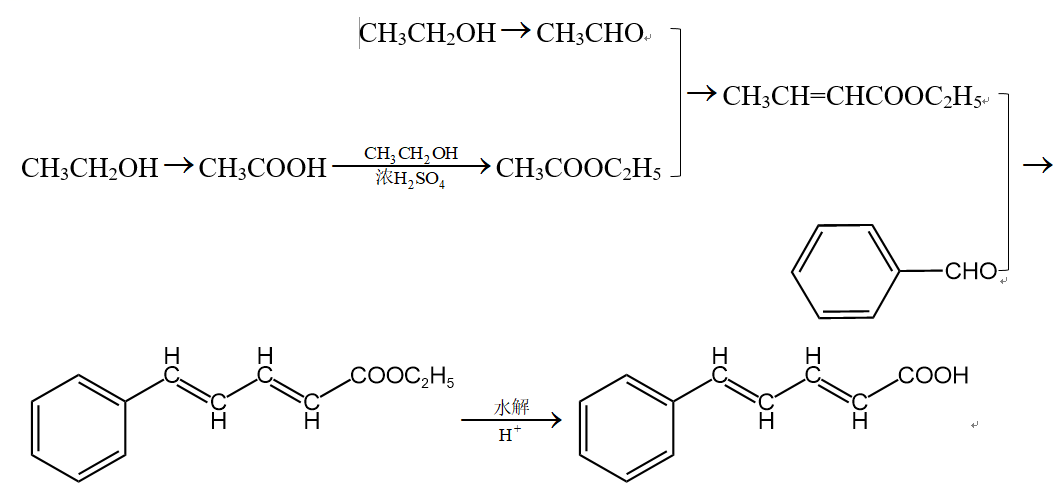 CH3CH2OH→CH3CHO
→CH3CH=CHCOOC2H5
CH3CH2OH→CH3COOH
CH3CH2OH
浓H2SO4
CH3COOC2H5
→
CHO
H
C
C
H
H
C
C
H
COOC2H5
水解
H+
H
C
C
H
H
C
C
H
COOH